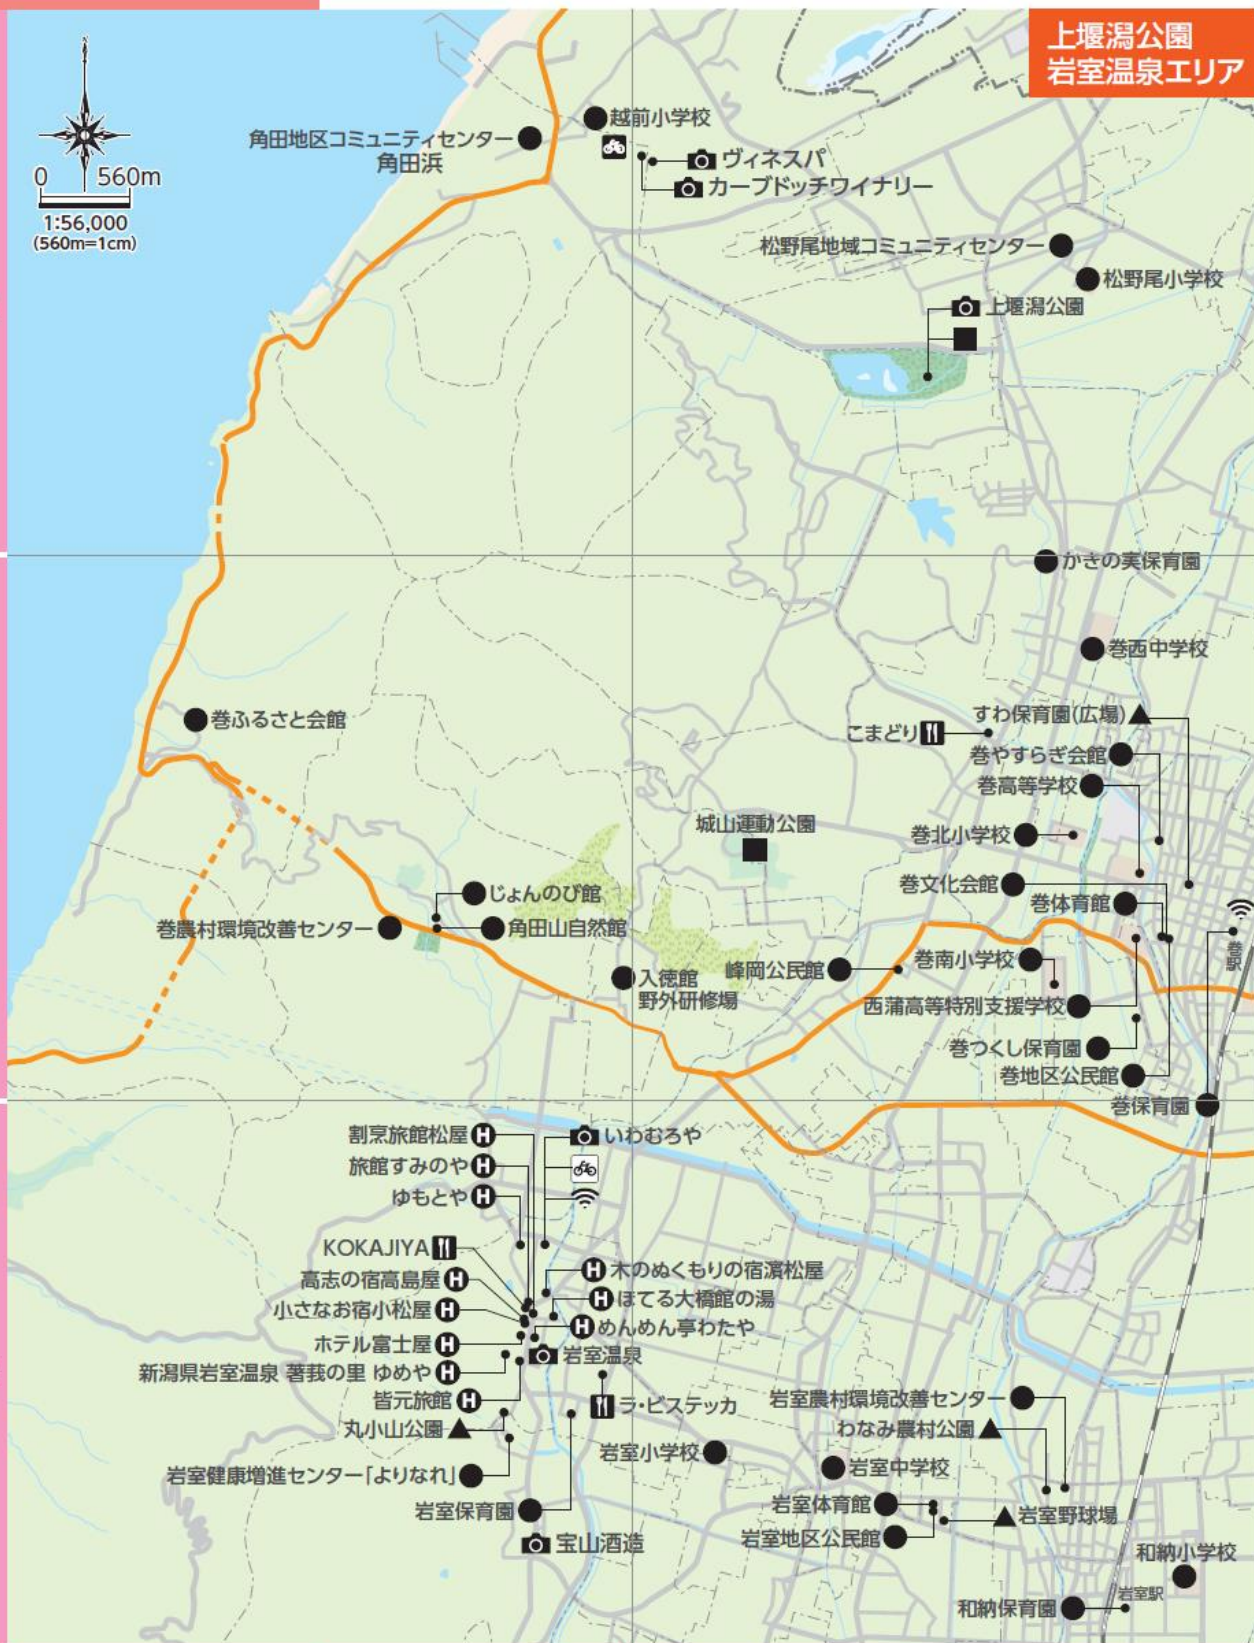 上堰潟公園
岩室温泉エリア
0 560m
1:56,000
(560m=1cm)
越前小学校
角田地区コミュニティセンター
角田浜
ヴィネスパ
カーブドッチワイナリー
松野尾地域コミュニティセンター
松野尾小学校
上堰潟公園
かきの実保育園
巻西中学校
巻ふるさと会館
すわ保育園(広場)
こまどり
巻やすらぎ会館
巻高等学校
城山運動公園
巻北小学校
巻文化会館
じょんのび館
巻体育館
巻農村環境改善センター
角田山自然館
巻駅
入徳館
野外研修場
峰岡公民館
巻南小学校
西蒲高等特別支援学校
巻つくし保育園
巻地区公民館
巻保育園
割烹旅館松屋
いわむろや
旅館すみのや
ゆもとや
KOKAJIYA
高志の宿高島屋
木のぬくもりの宿濵松屋
小さなお宿小松屋
ほてる大橋館の湯
めんめん亭わたや
ホテル富士屋
岩室温泉
新潟県岩室温泉 著莪の里 ゆめや
皆元旅館
ラ・ビステッカ
岩室農村環境改善センター
丸小山公園
わなみ農村公園
岩室小学校
岩室中学校
岩室健康増進センター「よりなれ」
岩室保育園
岩室体育館
岩室野球場
岩室地区公民館
宝山酒造
和納小学校
岩室駅
和納保育園